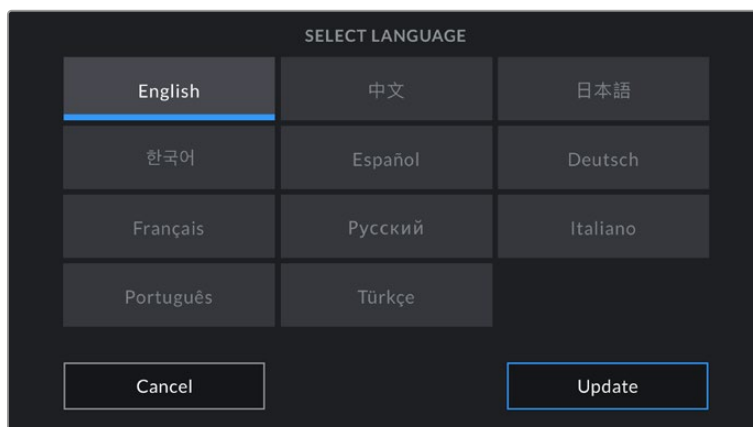 SELECT LANGUAGE
English 中文 日本語
한국어 Español Deutsch
Français Русский Italiano
Português Türkçe
Cancel Update